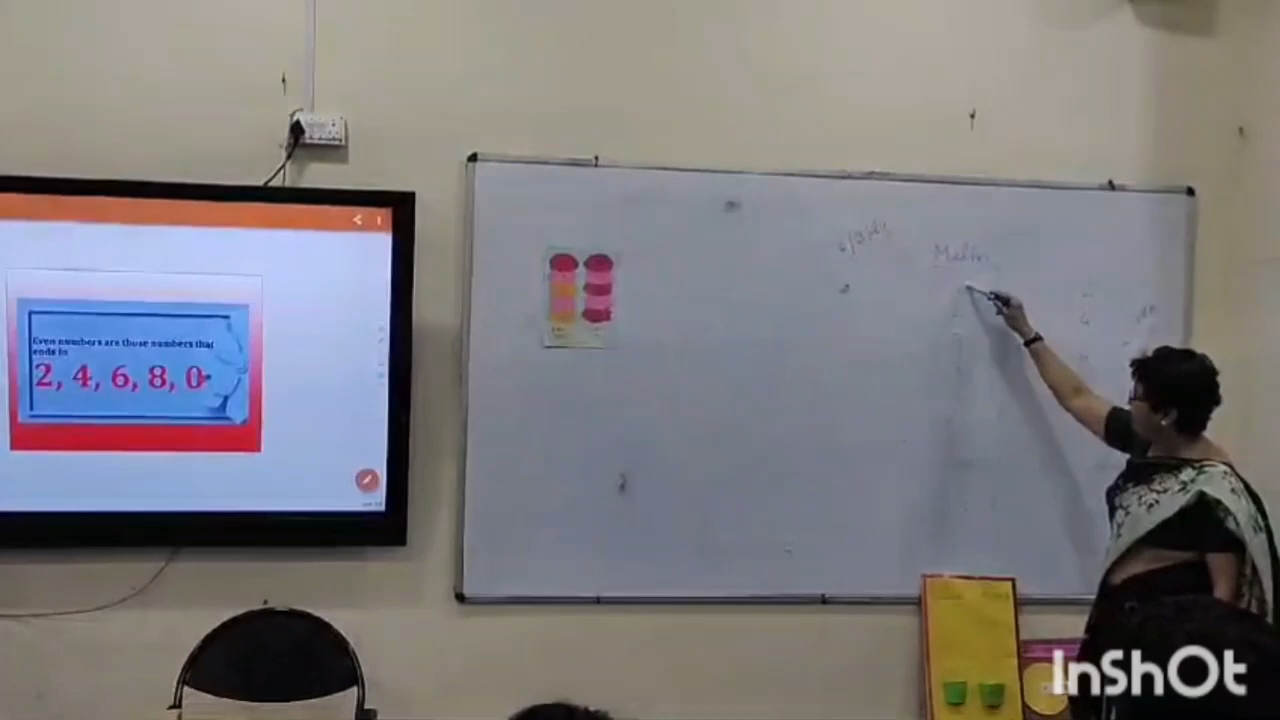 Even numbers are those numbers that
ends in
2, 4, 6, 8, 0
Maths
InShOt